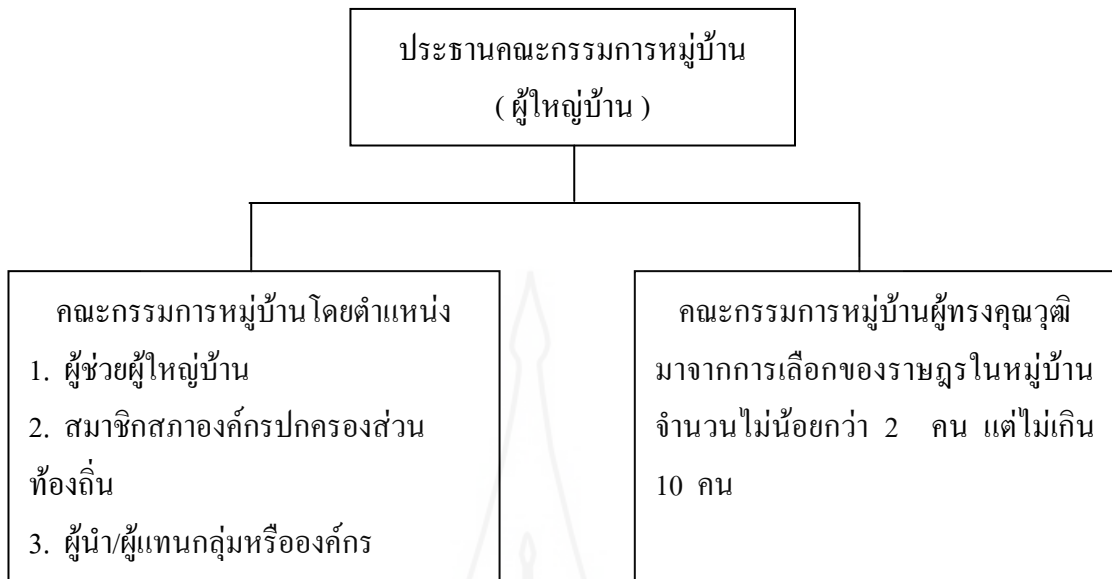 ประธานคณะกรรมการหมู่บ้าน
( ผู้ใหญ่บ้าน )
คณะกรรมการหมู่บ้านโดยตำแหน่ง
1. ผู้ช่วยผู้ใหญ่บ้าน
2. สมาชิกสภาองค์กรปกครองส่วน
ท้องถิ่น
3. ผู้นำ/ผู้แทนกลุ่มหรือองค์กร
คณะกรรมการหมู่บ้านผู้ทรงคุณวุฒิ
มาจากการเลือกของราษฎรในหมู่บ้าน
จำนวนไม่น้อยกว่า 2 คน แต่ไม่เกิน
10 คน